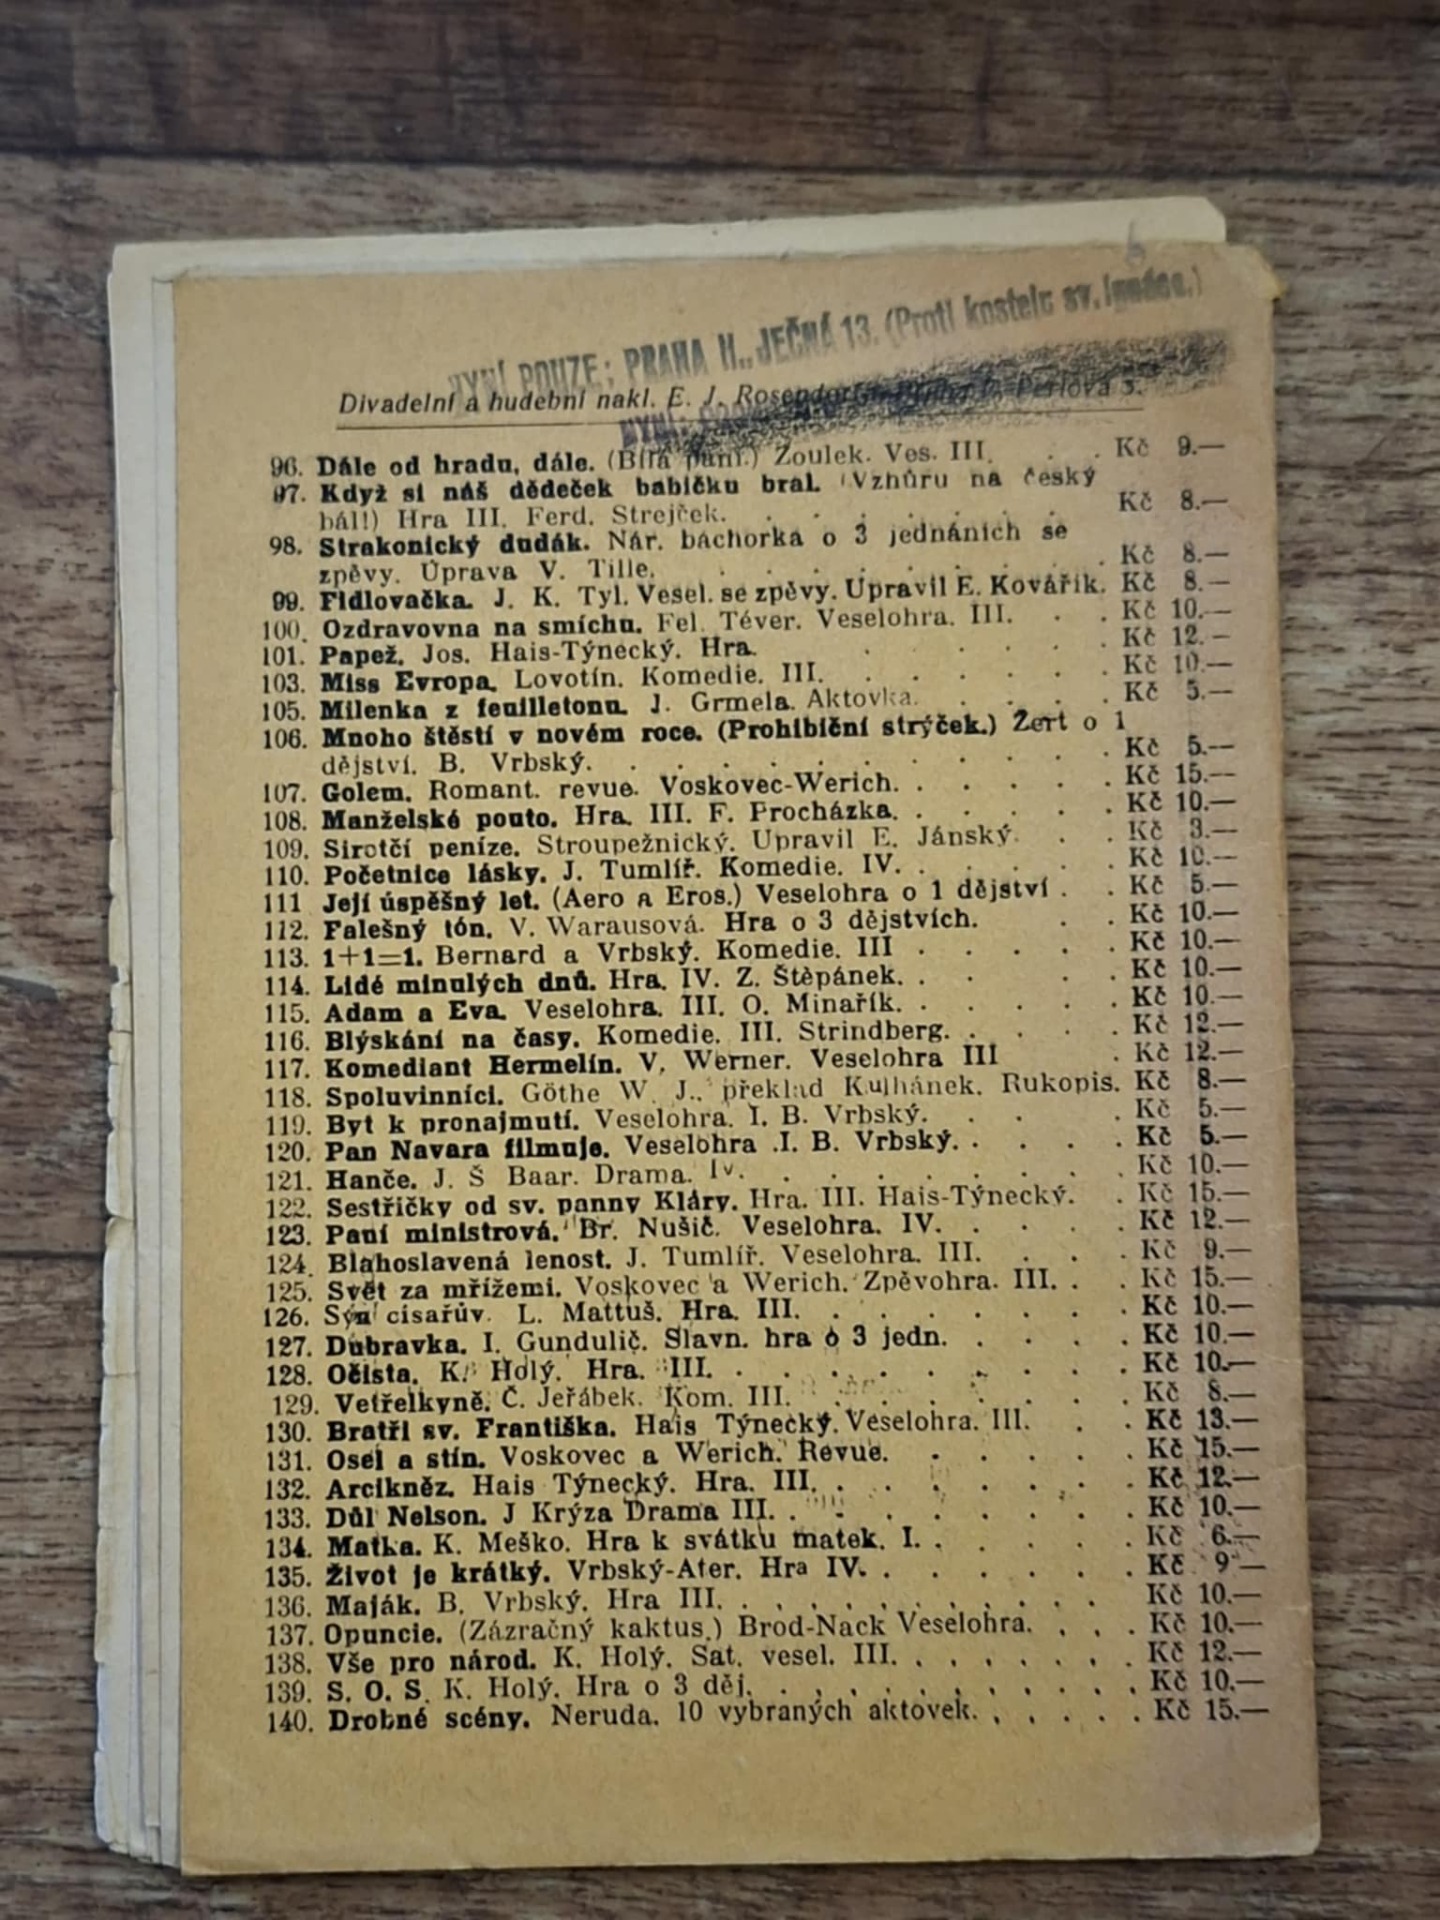 NYNÍ POUZE: PRAHA II., JEČNÁ 13. (Proti kostelu sv. Ignáce.)
Divadelní a hudební nakl. E. J. Rosendorf, Perlová 3.
NYNÍ:
96. Dále od hradu, dále. (Bílá paní.) Zoulek. Ves. III. . . Kč 9.—
97. Když si náš dědeček babičku bral. (Vzhůru na český
bál!) Hra III. Ferd. Strejček. . . . . . . Kč 8.—
98. Strakonický dudák. Nár. báchorka o 3 jednáních se
zpěvy. Úprava V. Tille. . . . . . . . Kč 8.—
99. Fidlovačka. J. K. Tyl. Vesel. se zpěvy. Upravil E. Kovářík. Kč 8.—
100. Ozdravovna na smíchu. Fel. Téver. Veselohra. III. . . Kč 10.—
101. Papež. Jos. Hais-Týnecký. Hra. . . . . . Kč 12.—
103. Miss Evropa. Lovotín. Komedie. III. . . . . . . Kč 10.—
105. Milenka z feuilletonu. J. Grmela. Aktovka. . . . . Kč 5.—
106. Mnoho štěstí v novém roce. (Prohibiční strýček.) Žert o 1
dějství. B. Vrbský. . . . . . . . . . Kč 5.—
107. Golem. Romant. revue. Voskovec-Werich. . . . . . Kč 15.—
108. Manželské pouto. Hra. III. F. Procházka. . . . . . Kč 10.—
109. Sirotčí peníze. Stroupežnický. Upravil E. Jánský. . . Kč 3.—
110. Početnice lásky. J. Tumlíř. Komedie. IV. . . . . . Kč 10.—
111 Její úspěšný let. (Aero a Eros.) Veselohra o 1 dějství . . Kč 5.—
112. Falešný tón. V. Warausová. Hra o 3 dějstvích. . . Kč 10.—
113. 1+1=1. Bernard a Vrbský. Komedie. III . . . . . Kč 10.—
114. Lidé minulých dnů. Hra. IV. Z. Štěpánek. . . . . Kč 10.—
115. Adam a Eva. Veselohra. III. O. Minařík. . . . . . Kč 10.—
116. Blýskání na časy. Komedie. III. Strindberg. . . . . Kč 12.—
117. Komediant Hermelín. V. Werner. Veselohra III . Kč 12.—
118. Spoluvinníci. Göthe W. J., překlad Kulhánek. Rukopis. Kč 8.—
119. Byt k pronajmutí. Veselohra. I. B. Vrbský. . . . Kč 5.—
120. Pan Navara filmuje. Veselohra .I. B. Vrbský. . . . . Kč 5.—
121. Hanče. J. Š Baar. Drama. IV. . . . . . . . Kč 10.—
122. Sestřičky od sv. panny Kláry. Hra. III. Hais-Týnecký. . Kč 15.—
123. Paní ministrová. Br. Nušič. Veselohra. IV. . . . . Kč 12.—
124. Blahoslavená lenost. J. Tumlíř. Veselohra. III. . . . Kč 9.—
125. Svět za mřížemi. Voskovec a Werich. Zpěvohra. III. . . Kč 15.—
126. Syn císařův. L. Mattuš. Hra. III. . . . . . . . Kč 10.—
127. Dubravka. I. Gundulič. Slavn. hra o 3 jedn. . . . . Kč 10.—
128. Očista. K. Holý. Hra. III. . . . . . . . . Kč 10.—
129. Vetřelkyně. Č. Jeřábek. Kom. III. . . . . . . Kč 8.—
130. Bratři sv. Františka. Hais Týnecký. Veselohra. III. . . Kč 13.—
131. Osel a stín. Voskovec a Werich. Revue. . . . . . Kč 15.—
132. Arcikněz. Hais Týnecký. Hra. III. . . . . . . . Kč 12.—
133. Důl Nelson. J Krýza Drama III. . . . . . . . . Kč 10.—
134. Matka. K. Meško. Hra k svátku matek. I. . . . . . Kč 6.—
135. Život je krátký. Vrbský-Ater. Hra IV. . . . . . . Kč 9 —
136. Maják. B. Vrbský. Hra III. . . . . . . . . . Kč 10.—
137. Opuncie. (Zázračný kaktus.) Brod-Nack Veselohra. . . . Kč 10.—
138. Vše pro národ. K. Holý. Sat. vesel. III. . . . . . . . Kč 12.—
139. S. O. S. K. Holý. Hra o 3 děj. . . . . . . . . . . Kč 10.—
140. Drobné scény. Neruda. 10 vybraných aktovek. . . . . . Kč 15.—